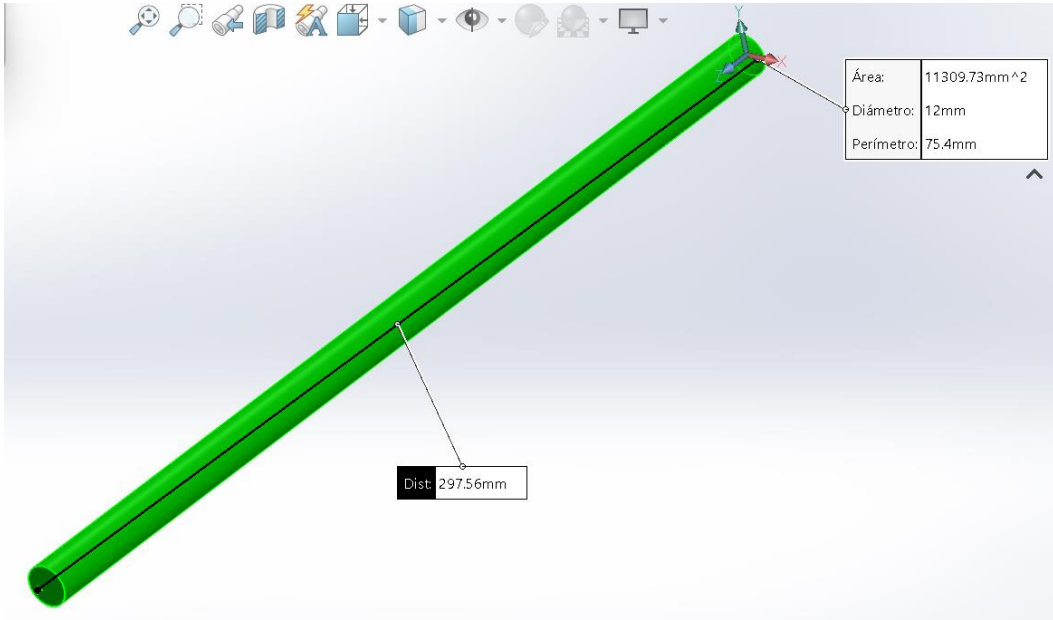 Y
X
Z
Área: 11309.73mm^2
Diámetro: 12mm
Perímetro: 75.4mm
Dist: 297.56mm